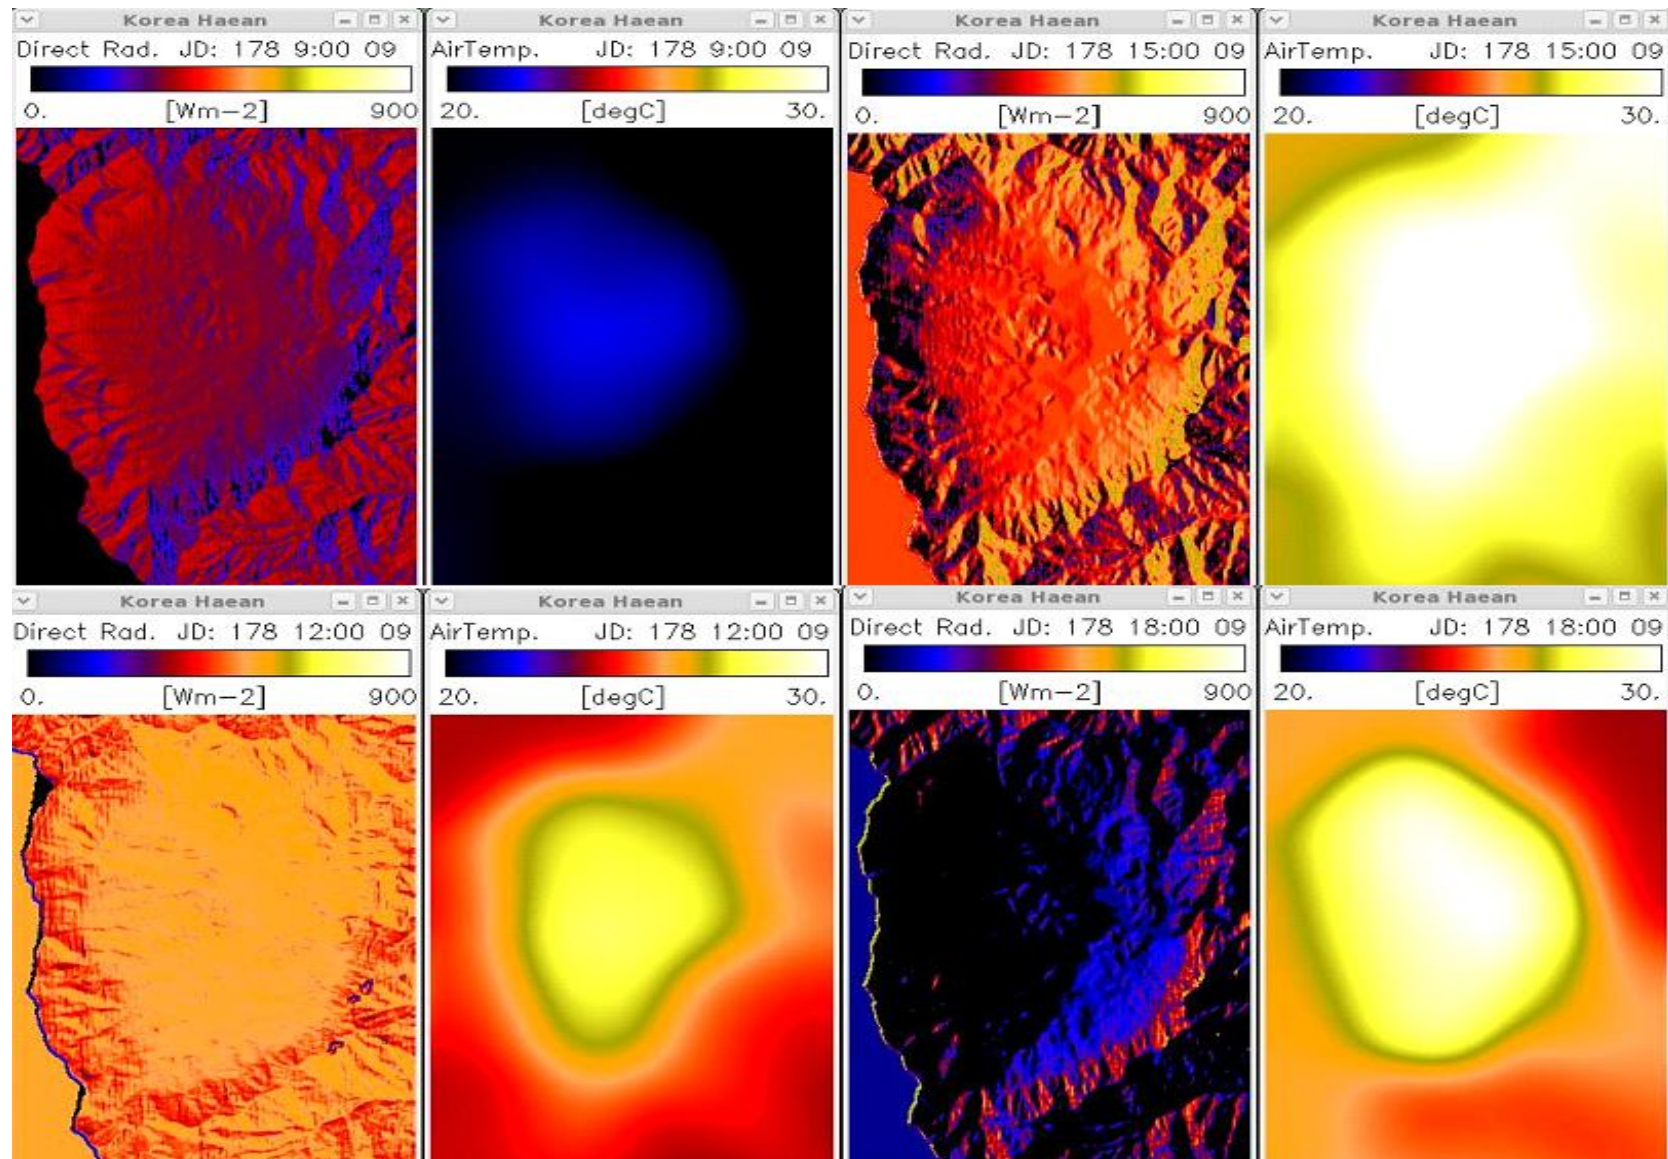 Korea Haean
Direct Rad. JD: 178 9:00 09
0. [Wm-2] 900
Korea Haean
AirTemp. JD: 178 9:00 09
20. [degC] 30.
Korea Haean
Direct Rad. JD: 178 15:00 09
0. [Wm-2] 900
Korea Haean
AirTemp. JD: 178 15:00 09
20. [degC] 30.
Korea Haean
Direct Rad. JD: 178 12:00 09
0. [Wm-2] 900
Korea Haean
AirTemp. JD: 178 12:00 09
20. [degC] 30.
Korea Haean
Direct Rad. JD: 178 18:00 09
0. [Wm-2] 900
Korea Haean
AirTemp. JD: 178 18:00 09
20. [degC] 30.